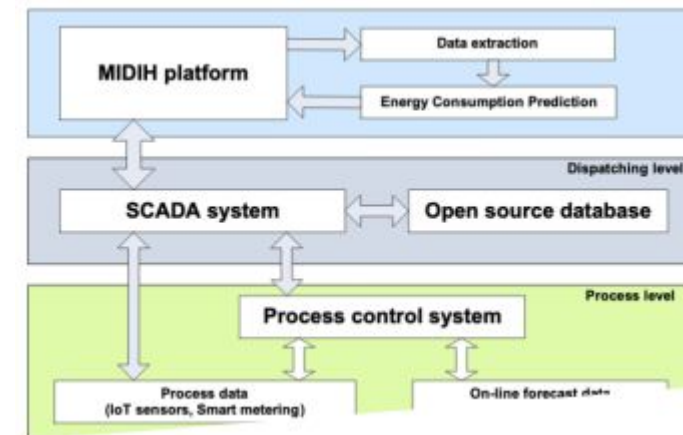 MIDIH platform
Data extraction
Energy Consumption Prediction
Dispatching level
SCADA system
Open source database
Process level
Process control system
Process data
(IoT sensors, Smart metering)
On-line forecast